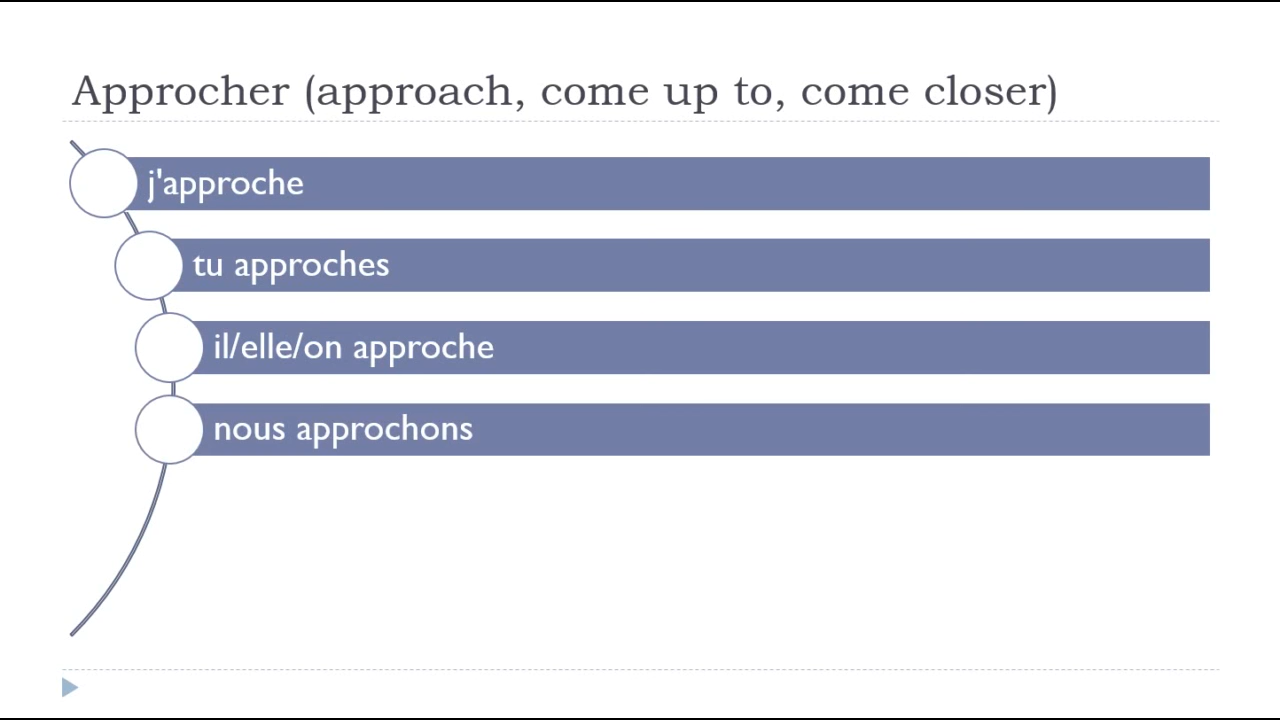 Approcher (approach, come up to, come closer)
j'approche
tu approches
il/elle/on approche
nous approchons